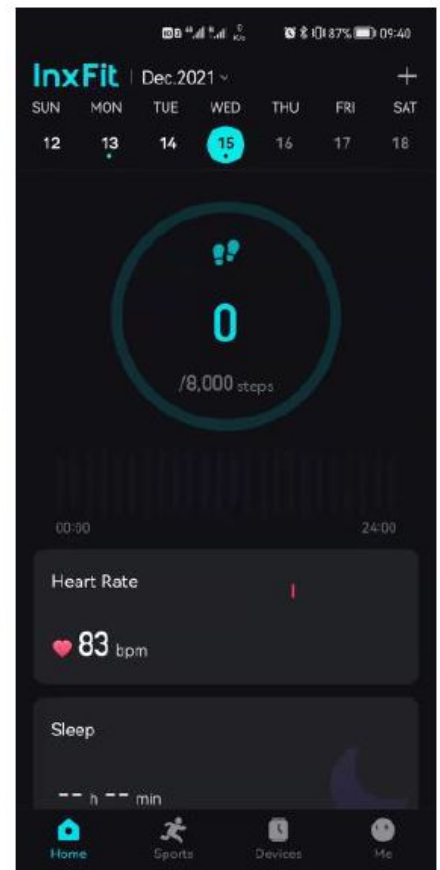 87% 09:40
InxFit | Dec.2021
SUN MON TUE WED THU FRI SAT
12 13 14 15 16 17 18
0
/8,000 steps
00:00 24:00
Heart Rate
83 bpm
Sleep
-- h -- min
Home Sports Devices Me